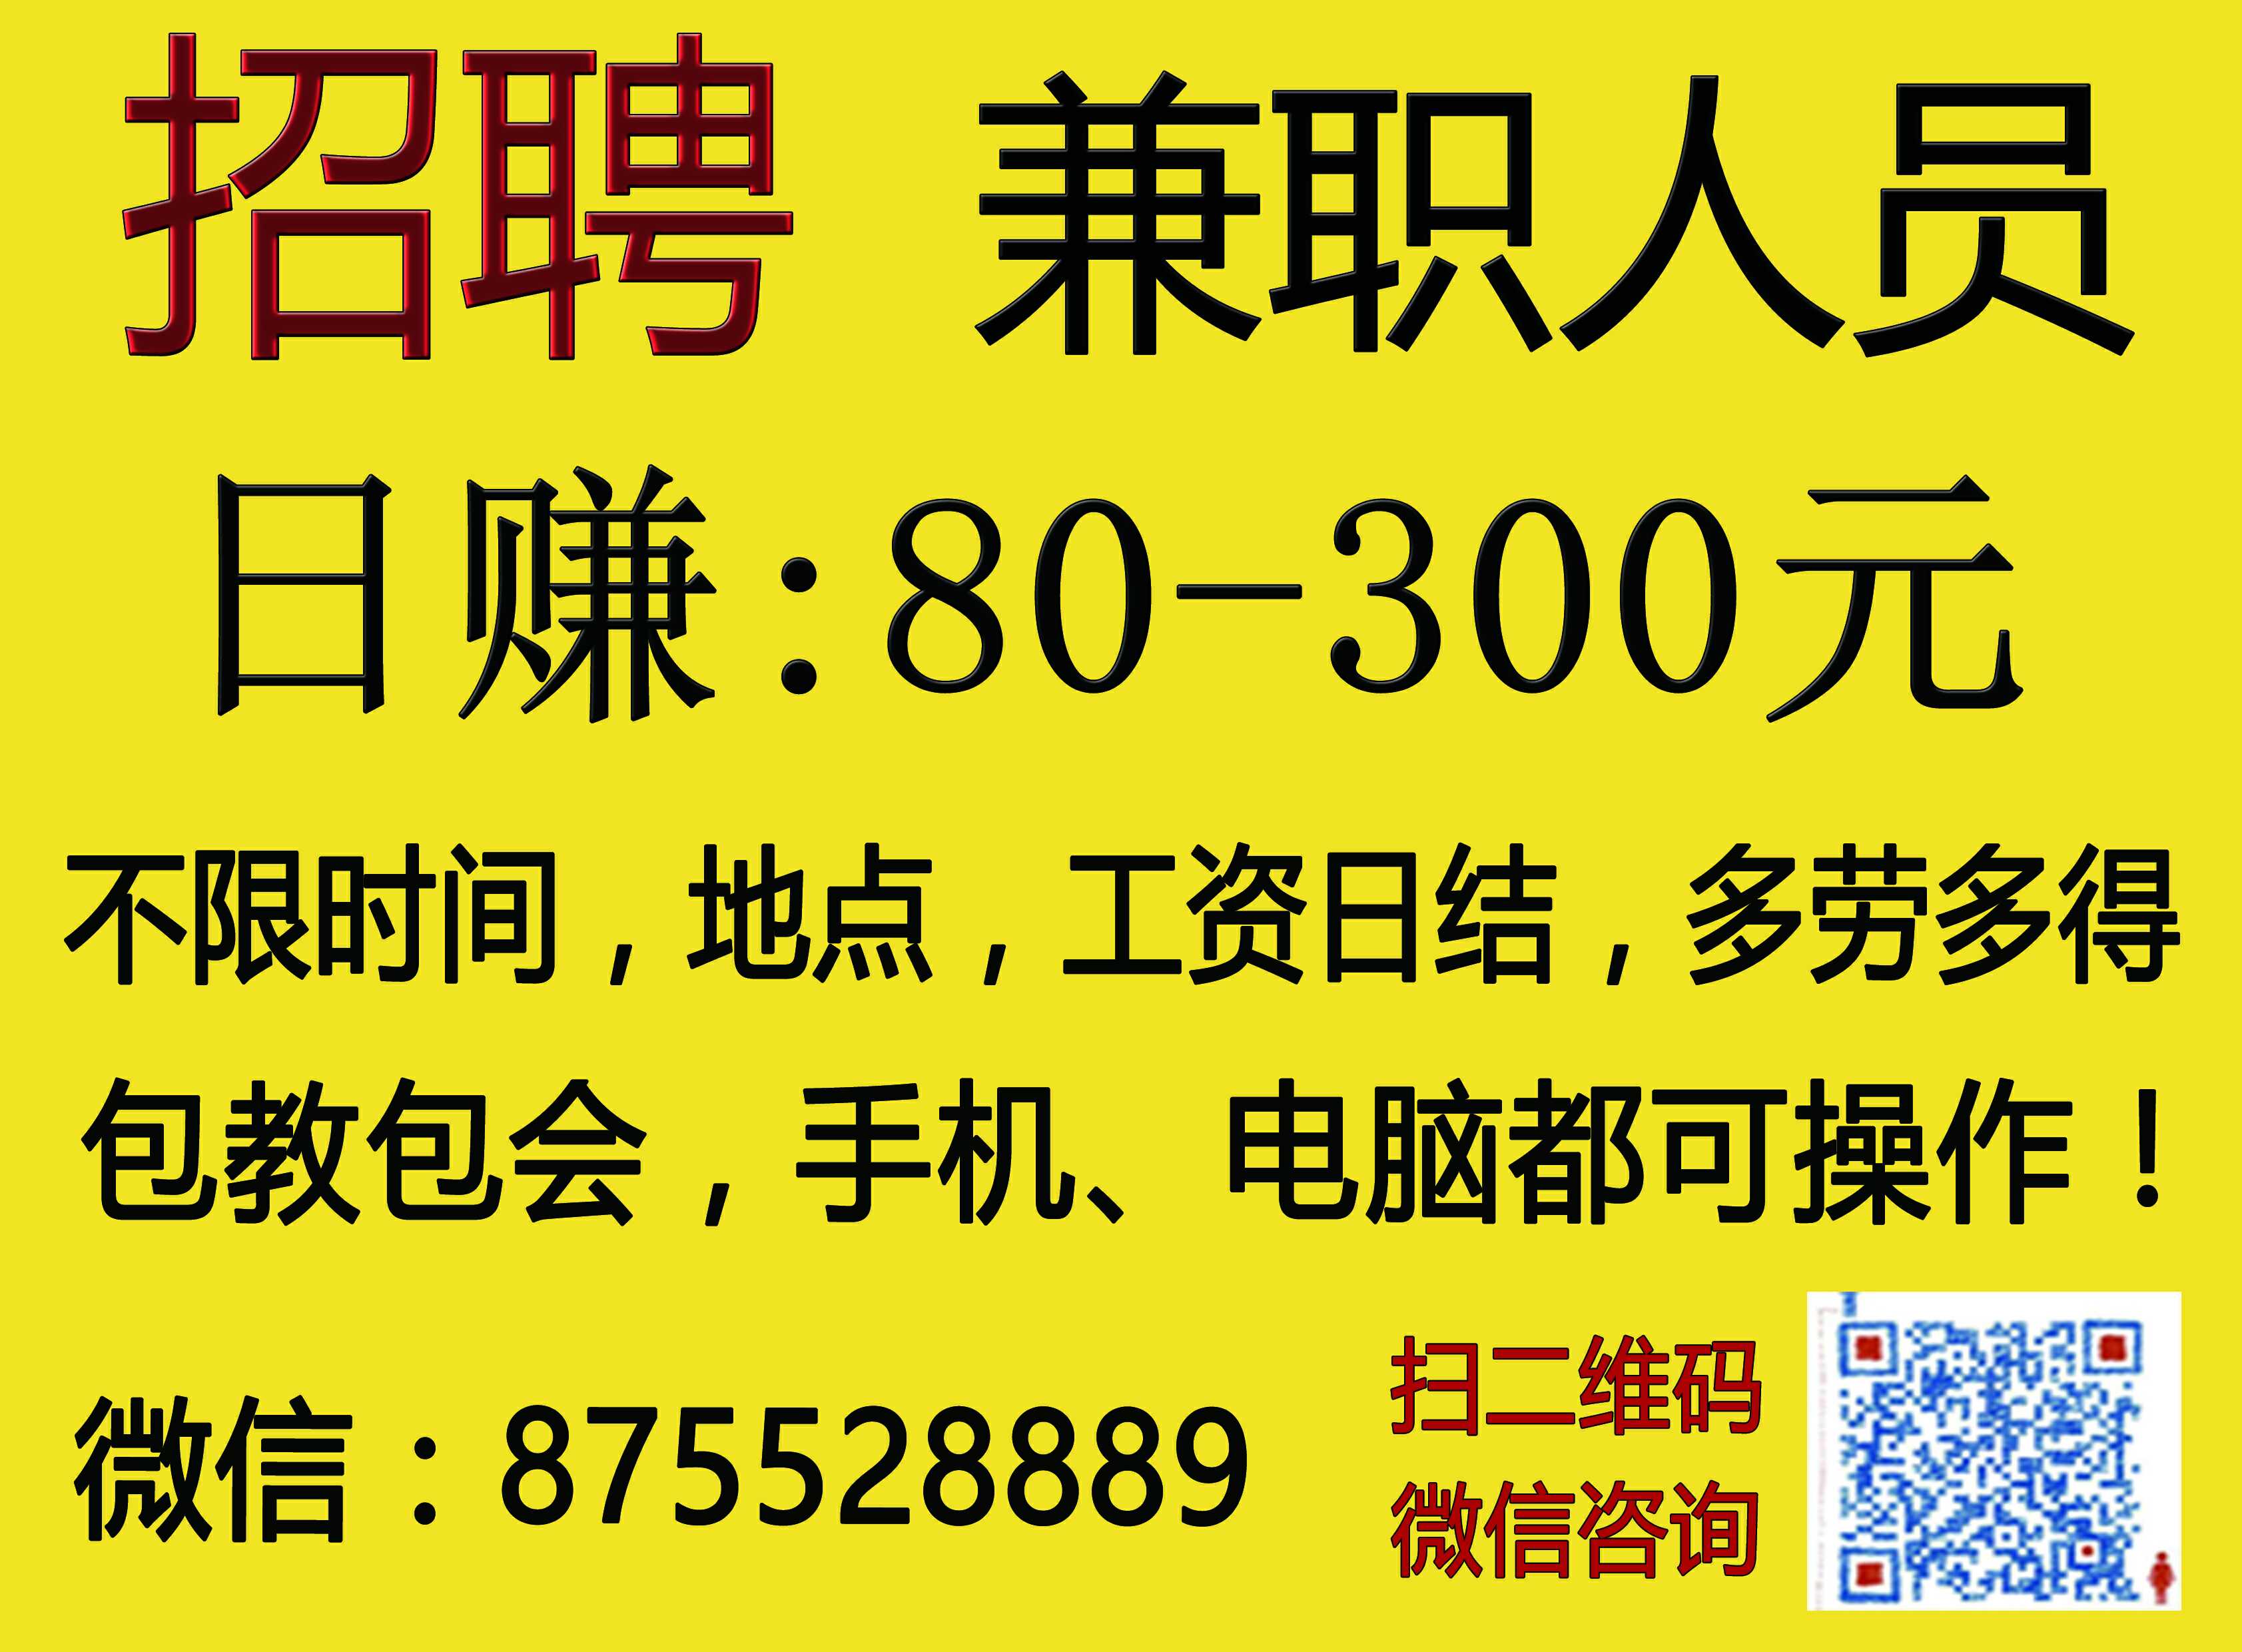 招聘 兼职人员
日赚:80-300元
不限时间,地点,工资日结,多劳多得
包教包会,手机、电脑都可操作!
微信:875528889
扫二维码
微信咨询